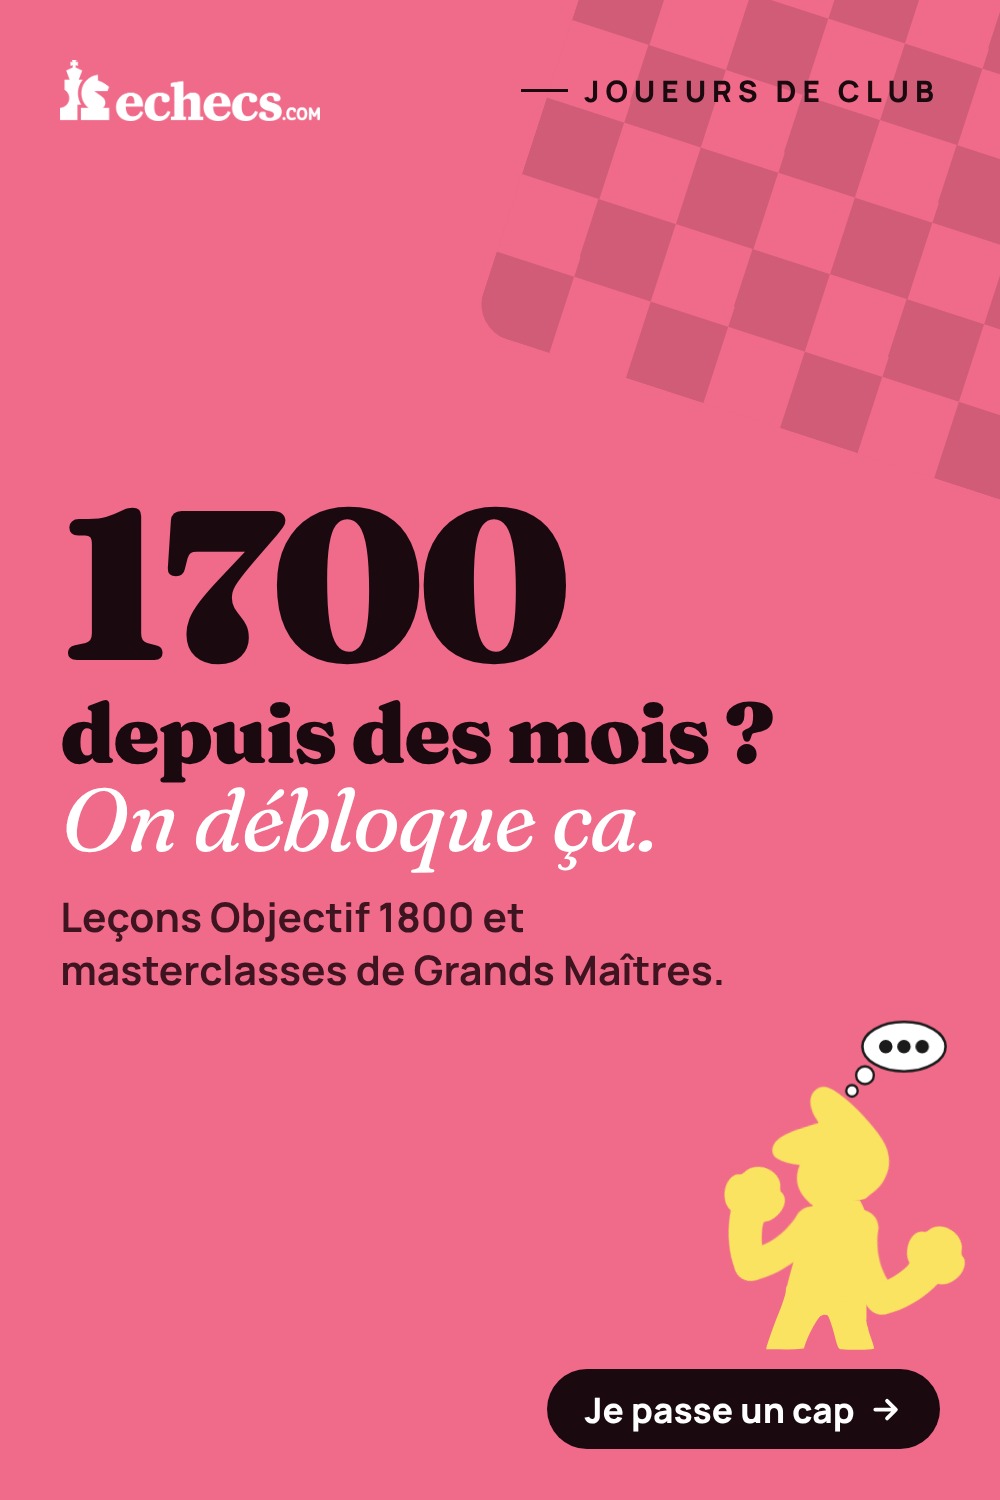 echecs.COM
JOUEURS DE CLUB
1700
depuis des mois ?
On débloque ça.
Leçons Objectif 1800 et
masterclasses de Grands Maîtres.
Je passe un cap →